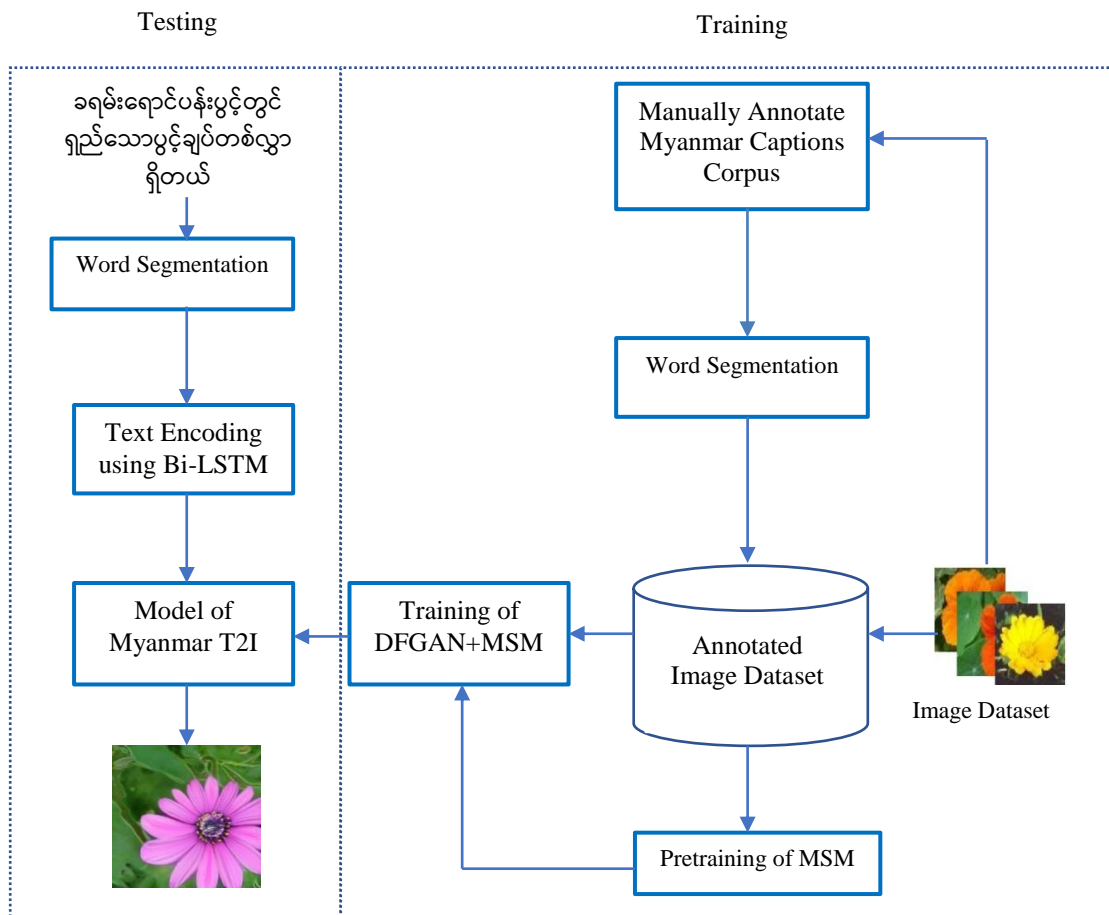 Testing
Training
ခရမ်းရောင်ပန်းပွင့်တွင်
ရှည်သောပွင့်ချပ်တစ်လွှာ
ရှိတယ်
Word Segmentation
Text Encoding
using Bi-LSTM
Model of
Myanmar T2I
Manually Annotate
Myanmar Captions
Corpus
Word Segmentation
Annotated
Image Dataset
Training of
DFGAN+MSM
Image Dataset
Pretraining of MSM